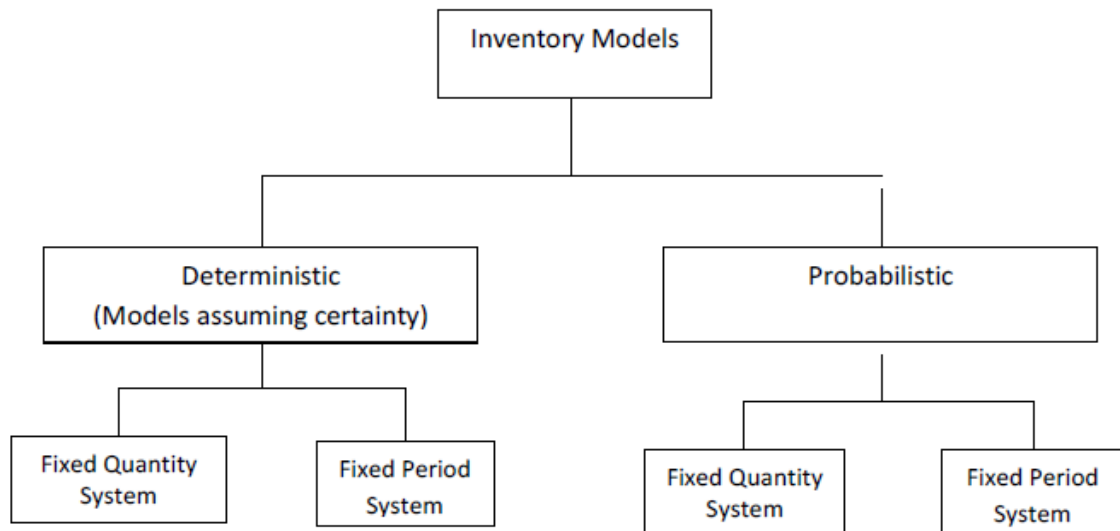 Inventory Models
Deterministic
(Models assuming certainty)
Probabilistic
Fixed Quantity
System
Fixed Period
System
Fixed Quantity
System
Fixed Period
System